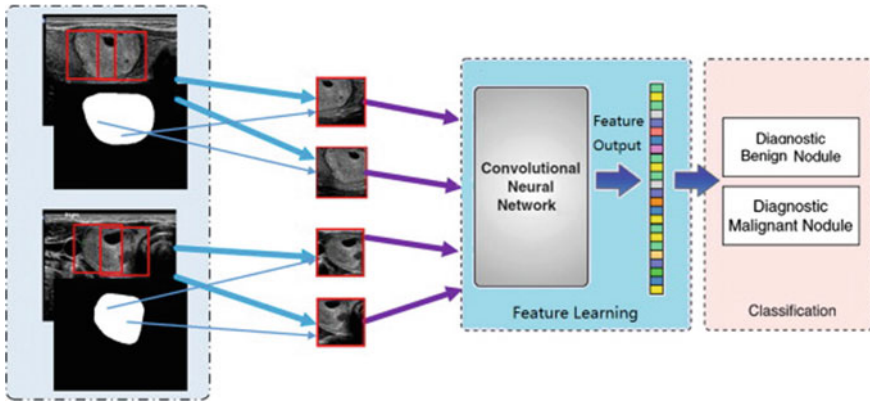 Convolutional
Neural
Network
Feature
Output
Feature Learning
Diagnostic
Benign Nodule
Diagnostic
Malignant Nodule
Classification